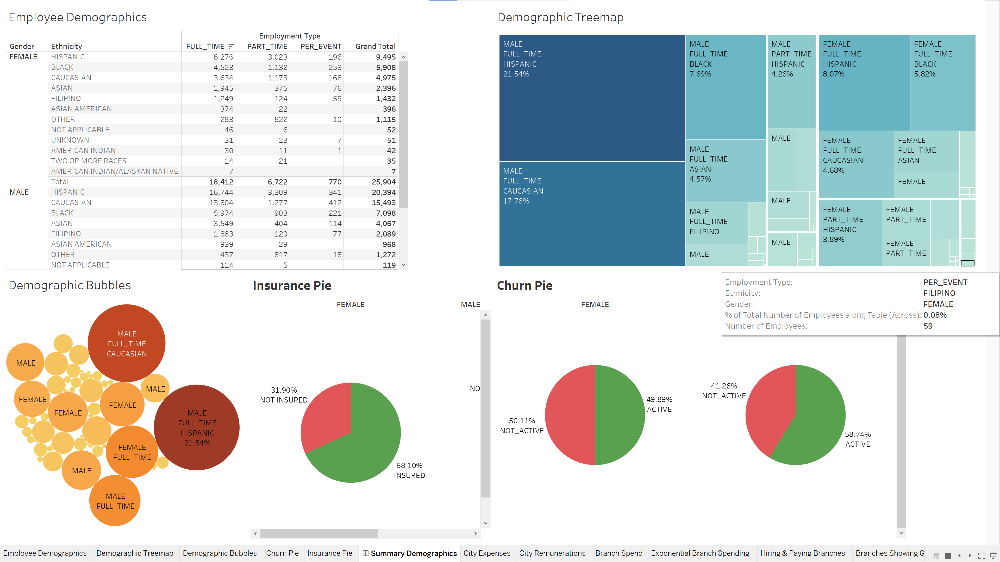 Employee Demographics
Employment Type
Gender Ethnicity FULL_TIME PART_TIME PER_EVENT Grand Total
FEMALE HISPANIC 6,276 3,023 196 9,495
BLACK 4,523 1,132 253 5,908
CAUCASIAN 3,634 1,173 168 4,975
ASIAN 1,945 375 76 2,396
FILIPINO 1,249 124 59 1,432
ASIAN AMERICAN 374 22 396
OTHER 283 822 10 1,115
NOT APPLICABLE 46 6 52
UNKNOWN 31 13 7 51
AMERICAN INDIAN 30 11 1 42
TWO OR MORE RACES 14 21 35
AMERICAN INDIAN/ALASKAN NATIVE 7 7
Total 18,412 6,722 770 25,904
MALE HISPANIC 16,744 3,309 341 20,394
CAUCASIAN 13,804 1,277 412 15,493
BLACK 5,974 903 221 7,098
ASIAN 3,549 404 114 4,067
FILIPINO 1,883 129 77 2,089
ASIAN AMERICAN 939 29 968
OTHER 437 817 18 1,272
NOT APPLICABLE 114 5 119
Demographic Treemap
MALE
FULL_TIME
HISPANIC
21.54%
MALE
FULL_TIME
CAUCASIAN
17.76%
MALE
FULL_TIME
BLACK
7.69%
MALE
FULL_TIME
ASIAN
4.57%
MALE
FULL_TIME
FILIPINO
MALE
MALE
PART_TIME
HISPANIC
4.26%
MALE
MALE
MALE
FEMALE
FULL_TIME
HISPANIC
8.07%
FEMALE
FULL_TIME
BLACK
5.82%
FEMALE
FULL_TIME
CAUCASIAN
4.68%
FEMALE
FULL_TIME
ASIAN
FEMALE
FEMALE
PART_TIME
HISPANIC
3.89%
FEMALE
PART_TIME
FEMALE
PART_TIME
Employment Type: PER_EVENT
Ethnicity: FILIPINO
Gender: FEMALE
% of Total Number of Employees along Table (Across): 0.08%
Number of Employees: 59
Demographic Bubbles
MALE
FULL_TIME
CAUCASIAN
MALE
MALE
FEMALE
FEMALE
FEMALE
MALE
FULL_TIME
HISPANIC
21.54%
FEMALE
FULL_TIME
MALE
MALE
FULL_TIME
Insurance Pie
FEMALE MALE
31.90%
NOT INSURED
NO
68.10%
INSURED
Churn Pie
FEMALE
49.89%
ACTIVE
50.11%
NOT_ACTIVE
41.26%
NOT_ACTIVE
58.74%
ACTIVE
Employee Demographics Demographic Treemap Demographic Bubbles Churn Pie Insurance Pie Summary Demographics City Expenses City Remunerations Branch Spend Exponential Branch Spending Hiring & Paying Branches Branches Showing G